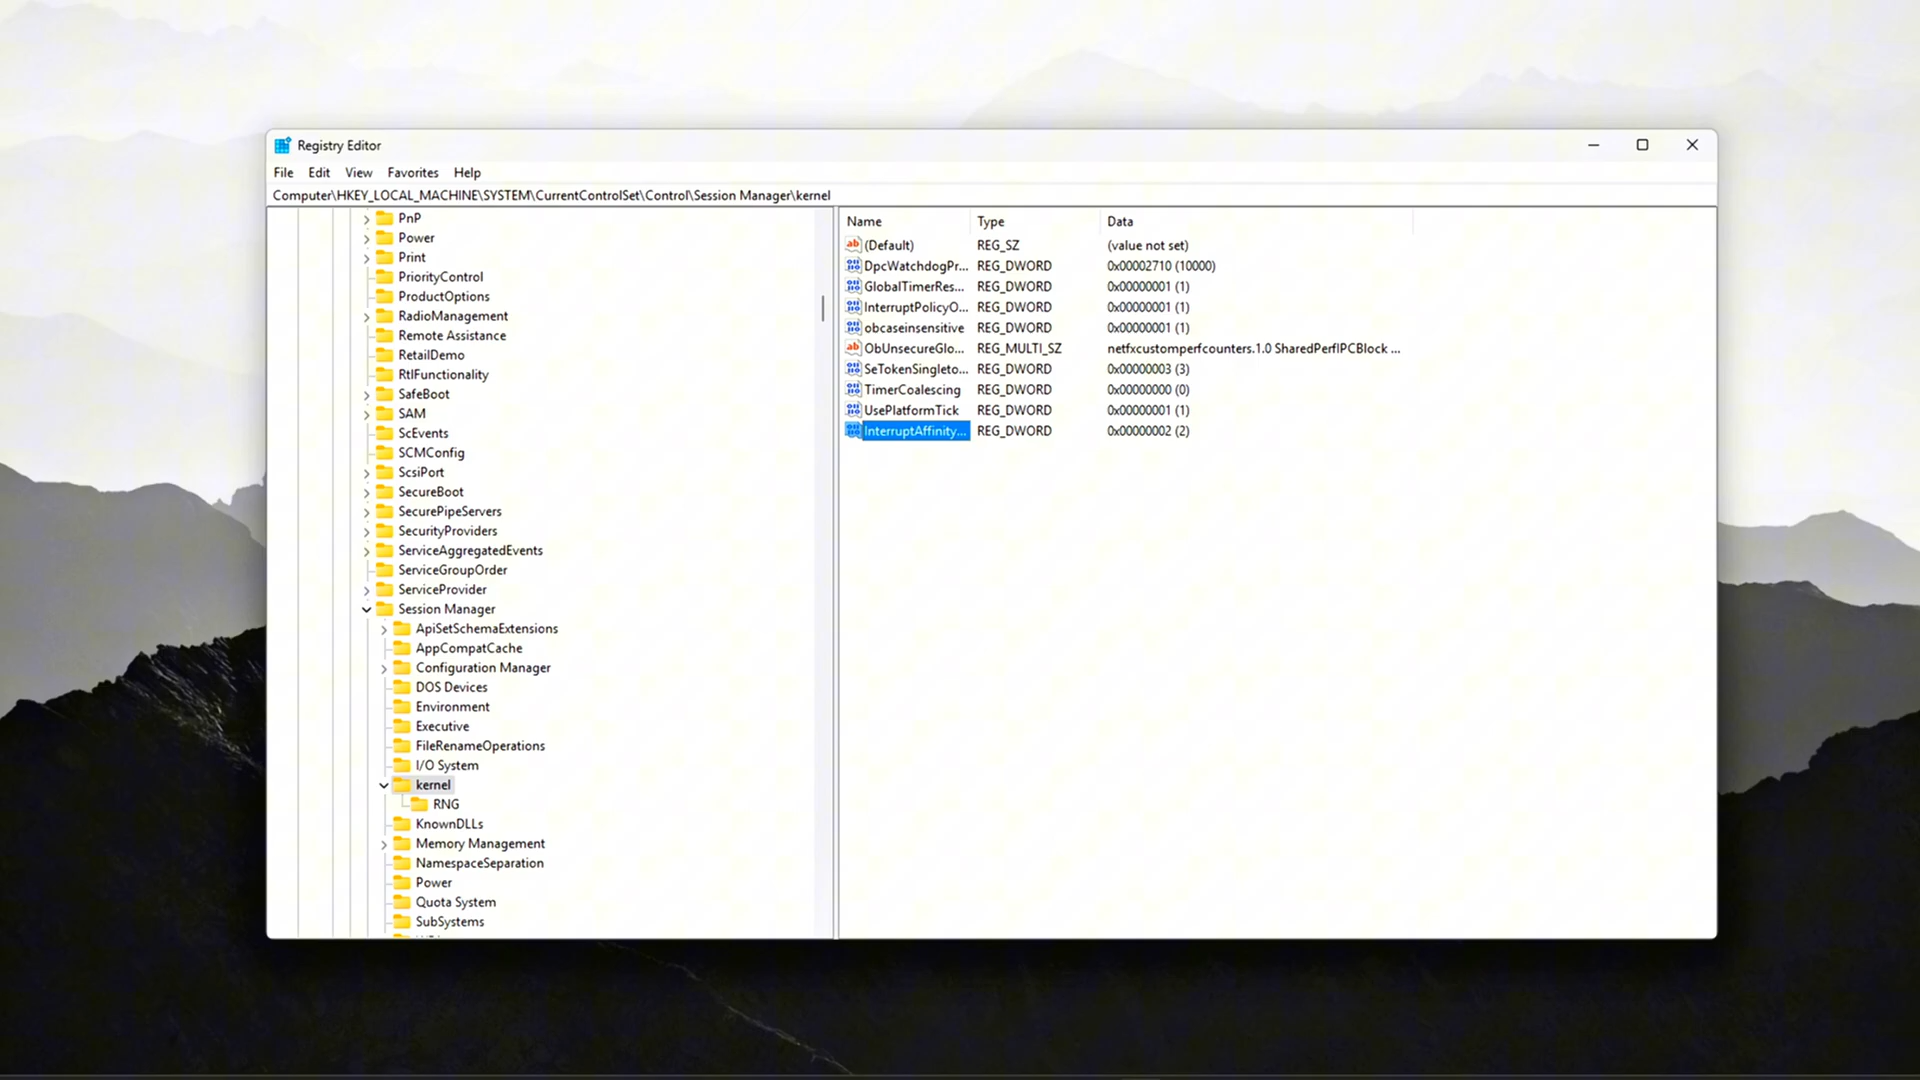 Registry Editor
File Edit View Favorites Help
Computer\HKEY_LOCAL_MACHINE\SYSTEM\CurrentControlSet\Control\Session Manager\kernel
PnP
Power
Print
PriorityControl
ProductOptions
RadioManagement
Remote Assistance
RetailDemo
RtlFunctionality
SafeBoot
SAM
ScEvents
SCMConfig
ScsiPort
SecureBoot
SecurePipeServers
SecurityProviders
ServiceAggregatedEvents
ServiceGroupOrder
ServiceProvider
Session Manager
ApiSetSchemaExtensions
AppCompatCache
Configuration Manager
DOS Devices
Environment
Executive
FileRenameOperations
I/O System
kernel
RNG
KnownDLLs
Memory Management
NamespaceSeparation
Power
Quota System
SubSystems
Name Type Data
(Default) REG_SZ (value not set)
DpcWatchdogPr... REG_DWORD 0x00002710 (10000)
GlobalTimerRes... REG_DWORD 0x00000001 (1)
InterruptPolicyO... REG_DWORD 0x00000001 (1)
obcaseinsensitive REG_DWORD 0x00000001 (1)
ObUnsecureGlo... REG_MULTI_SZ netfxcustomperfcounters.1.0 SharedPerfIPCBlock ...
SeTokenSingleto... REG_DWORD 0x00000003 (3)
TimerCoalescing REG_DWORD 0x00000000 (0)
UsePlatformTick REG_DWORD 0x00000001 (1)
InterruptAffinity... REG_DWORD 0x00000002 (2)